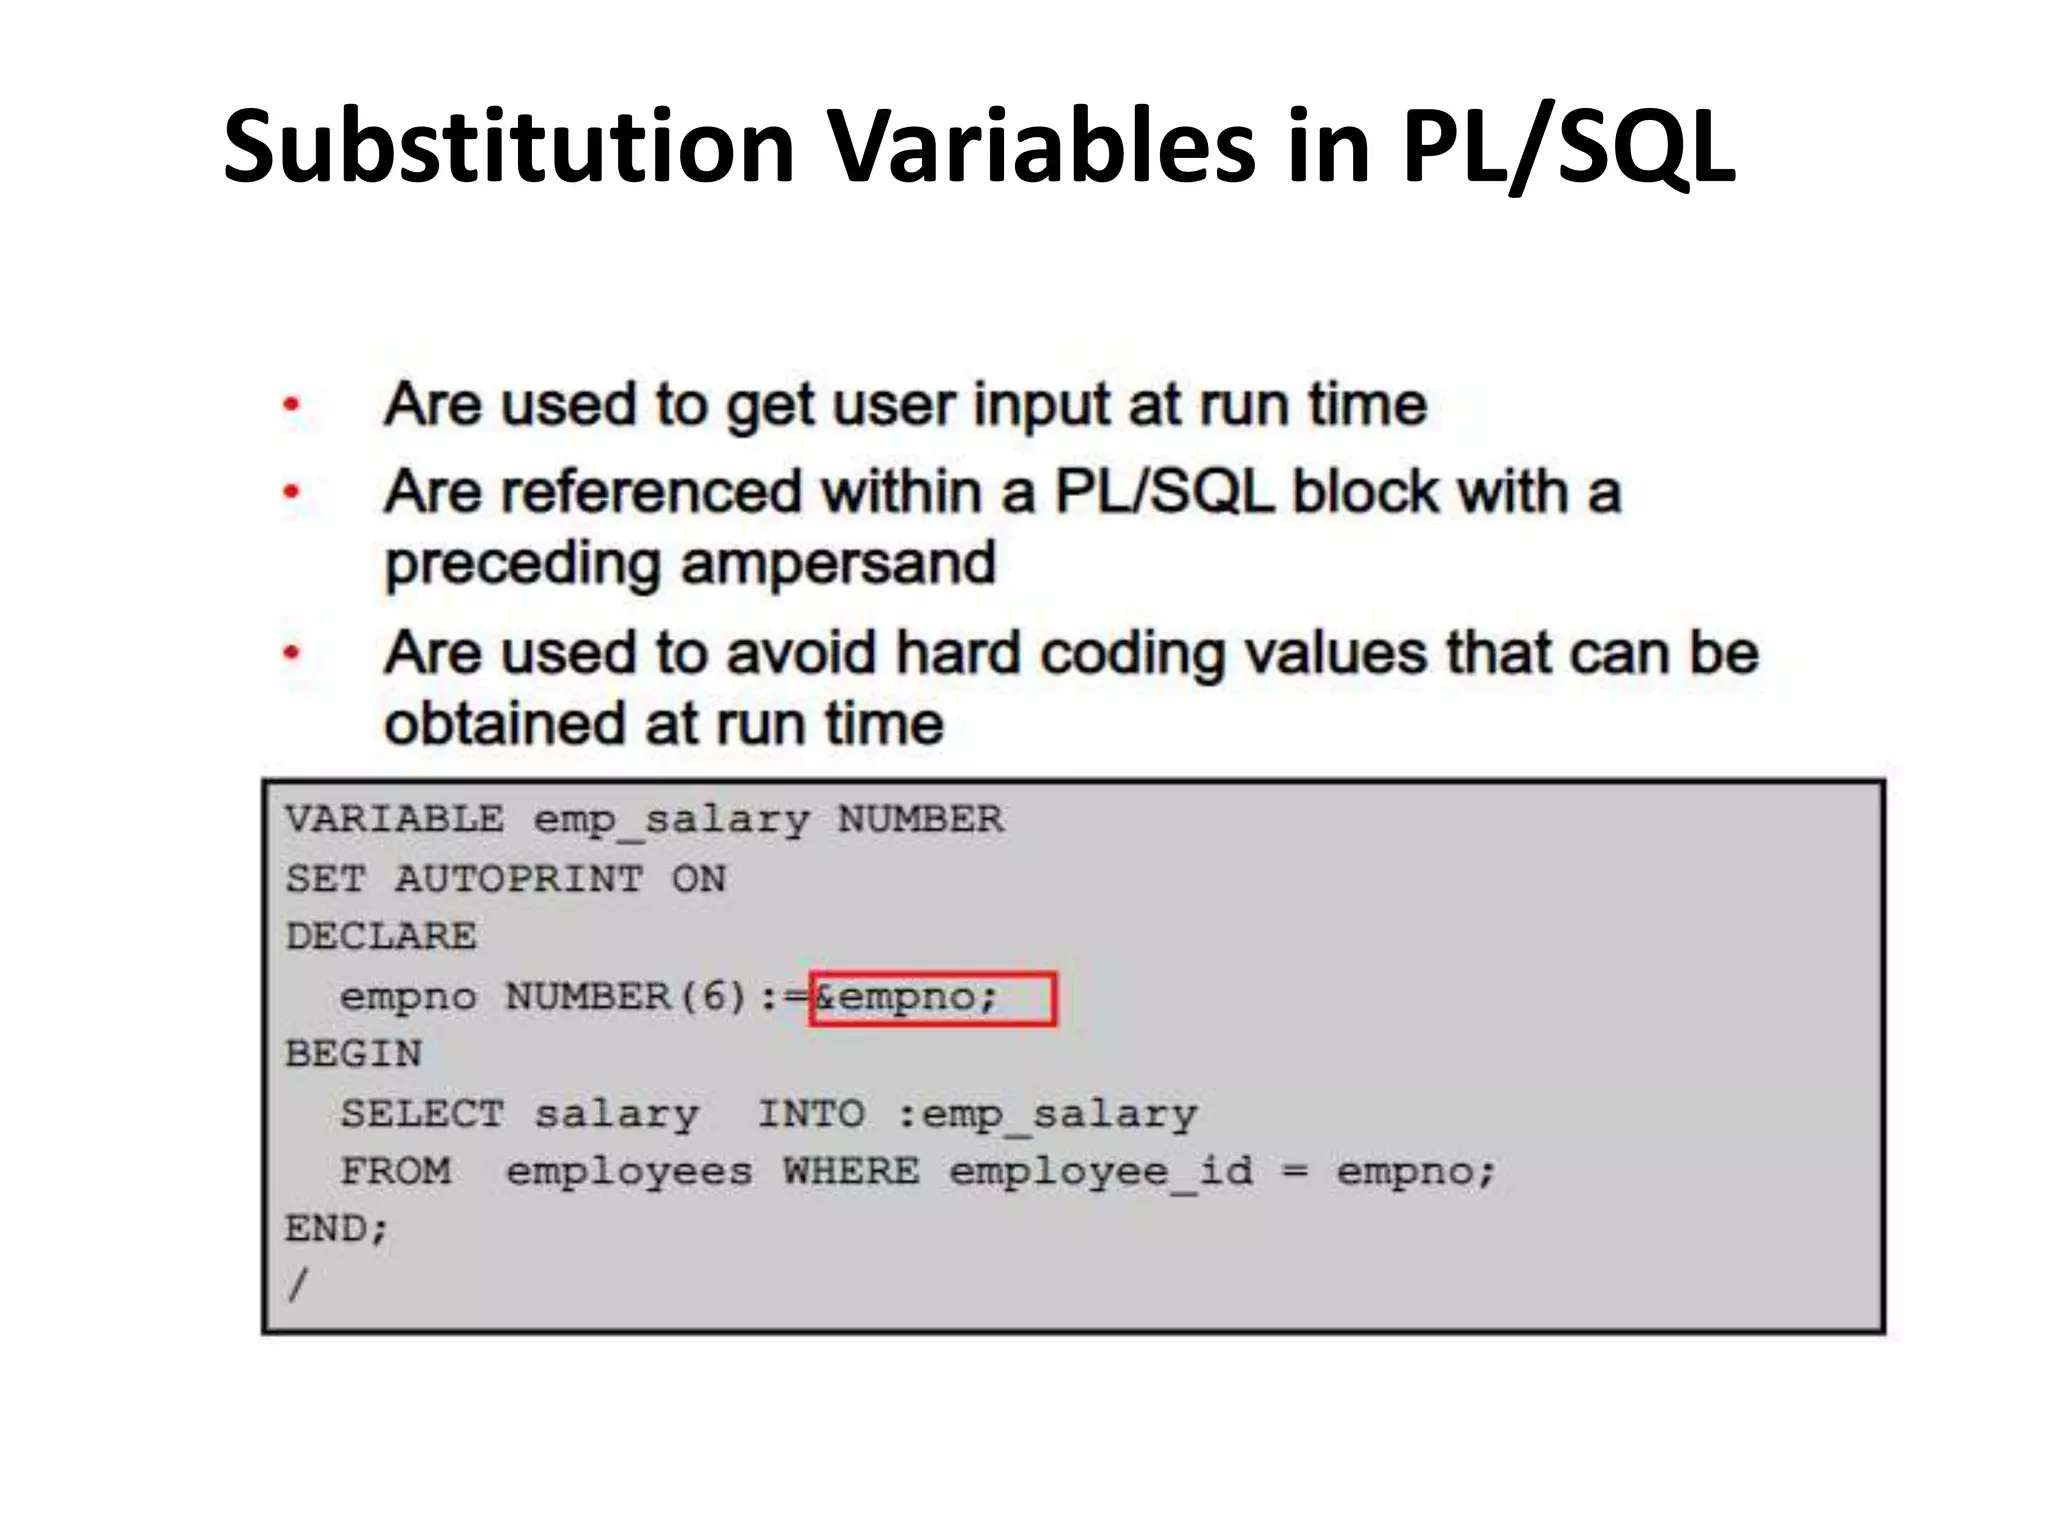 Substitution Variables in PL/SQL
• Are used to get user input at run time
• Are referenced within a PL/SQL block with a
preceding ampersand
• Are used to avoid hard coding values that can be
obtained at run time
VARIABLE emp_salary NUMBER
SET AUTOPRINT ON
DECLARE
  empno NUMBER(6):=&empno;
BEGIN
  SELECT salary  INTO :emp_salary
  FROM  employees WHERE employee_id = empno;
END;
/